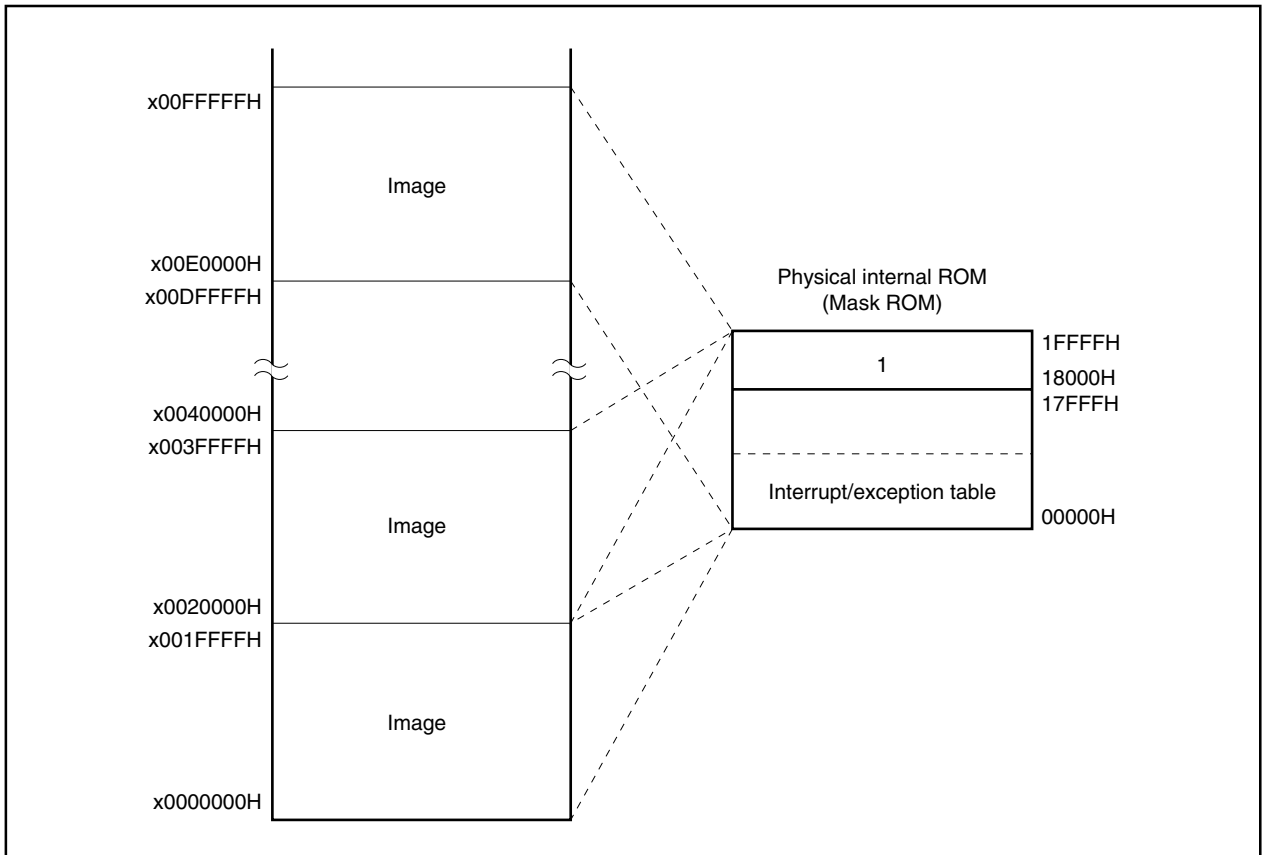 x00FFFFFH
Image
x00E0000H
x00DFFFFH
x0040000H
x003FFFFH
Image
x0020000H
x001FFFFH
Image
x0000000H
Physical internal ROM
(Mask ROM)
1FFFFH
1
18000H
17FFFH
Interrupt/exception table
00000H